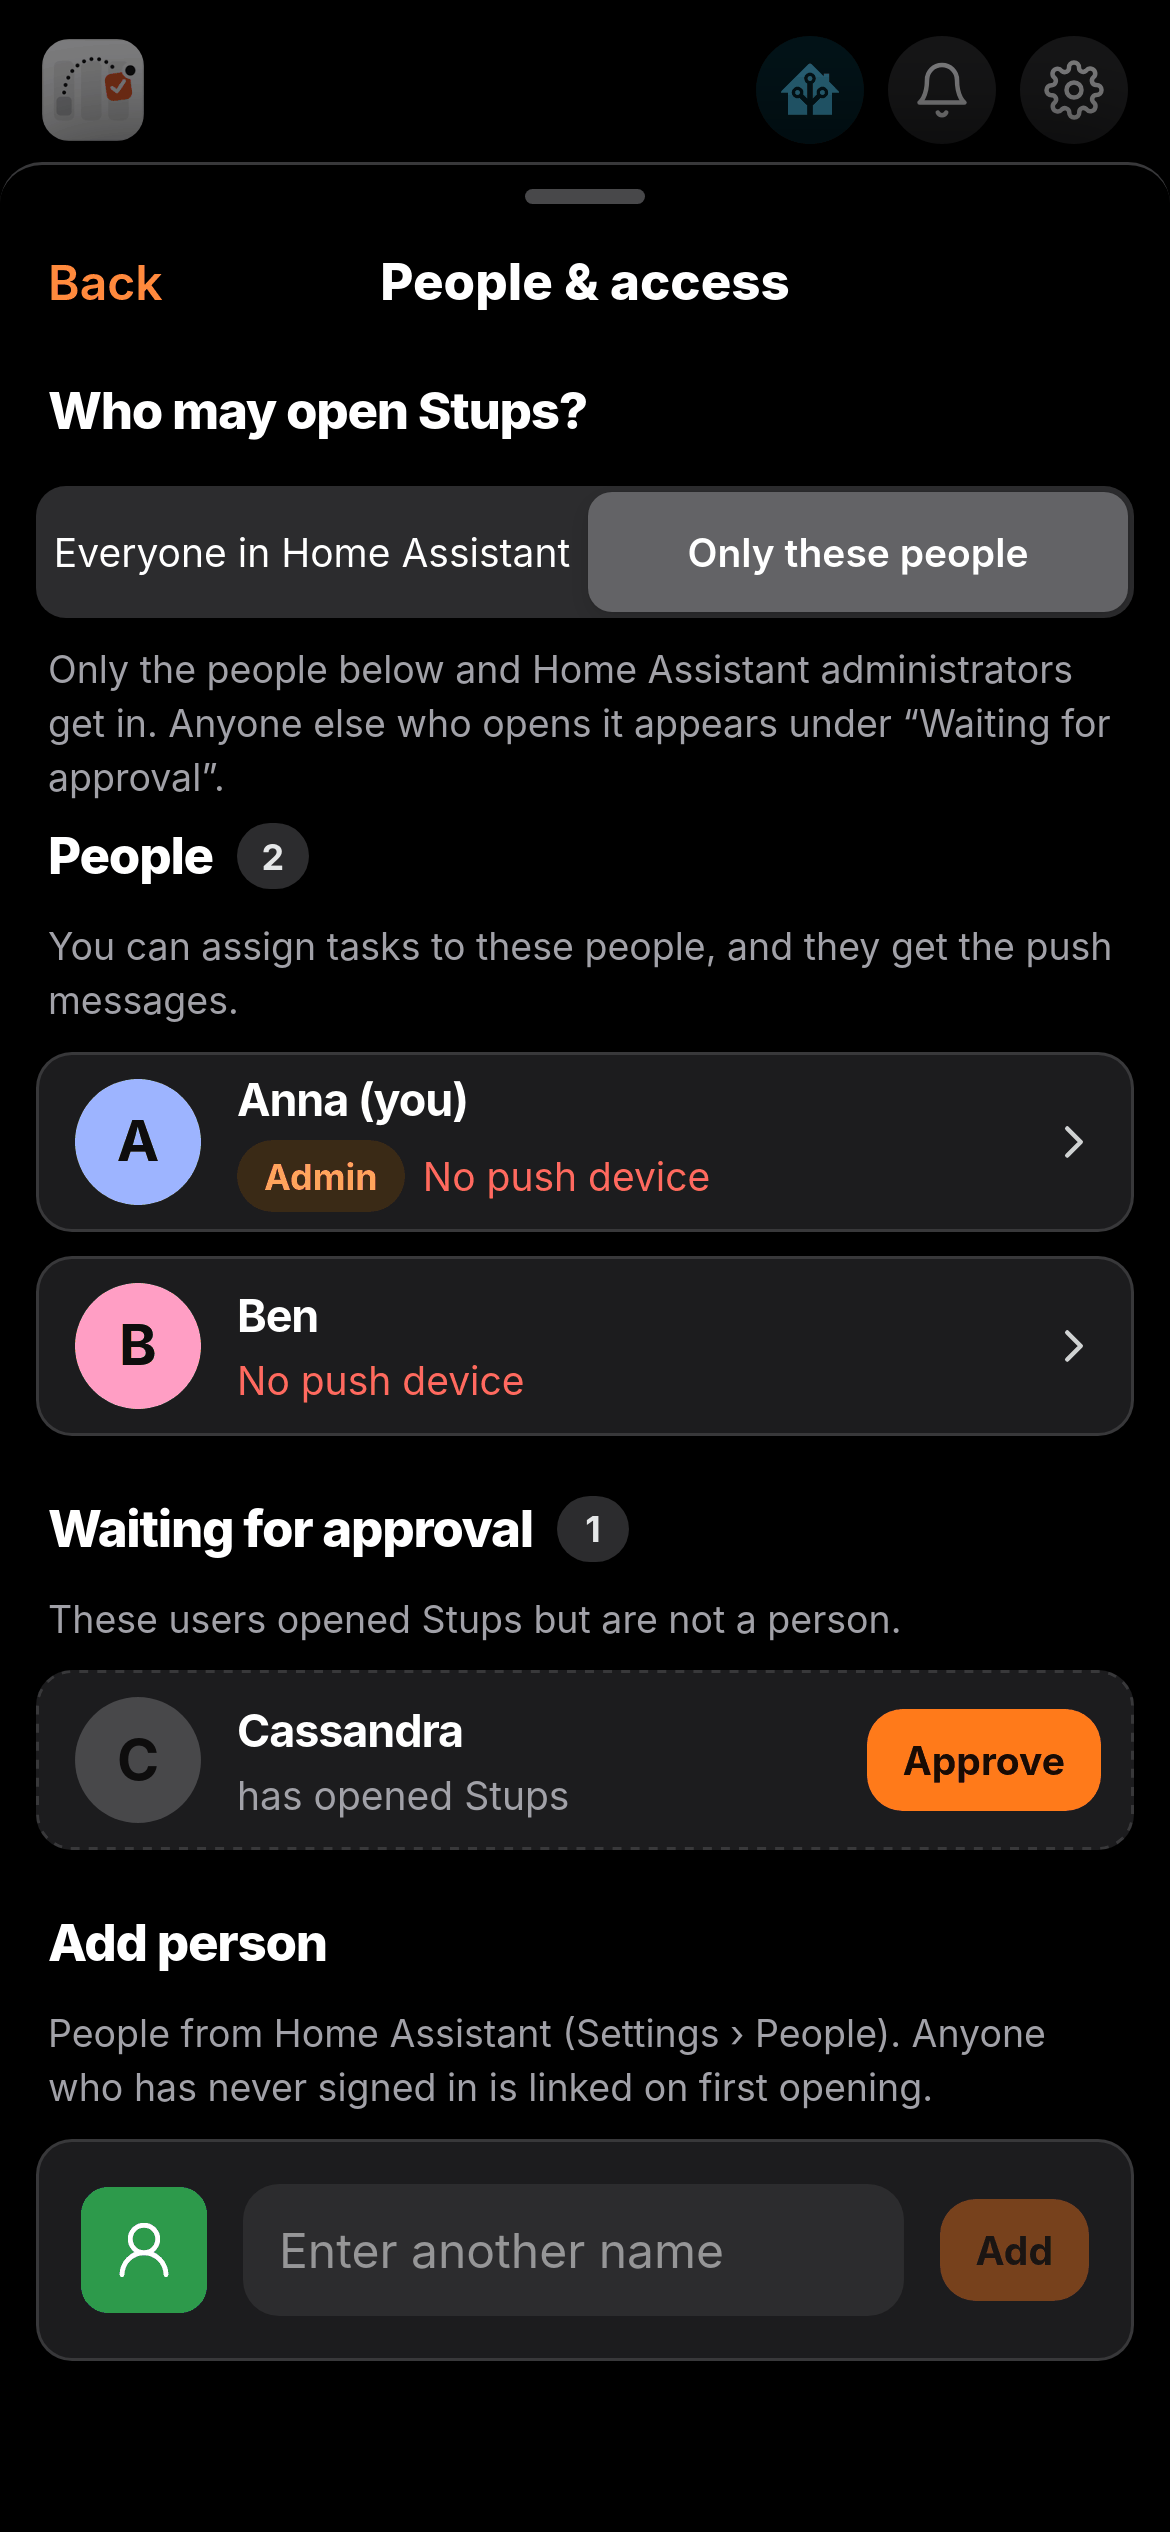 Back
People & access
Who may open Stups?
Everyone in Home Assistant
Only these people
Only the people below and Home Assistant administrators
get in. Anyone else who opens it appears under “Waiting for
approval”.
People 2
You can assign tasks to these people, and they get the push
messages.
A
Anna (you)
Admin No push device
B
Ben
No push device
Waiting for approval 1
These users opened Stups but are not a person.
C
Cassandra
has opened Stups
Approve
Add person
People from Home Assistant (Settings › People). Anyone
who has never signed in is linked on first opening.
Enter another name
Add